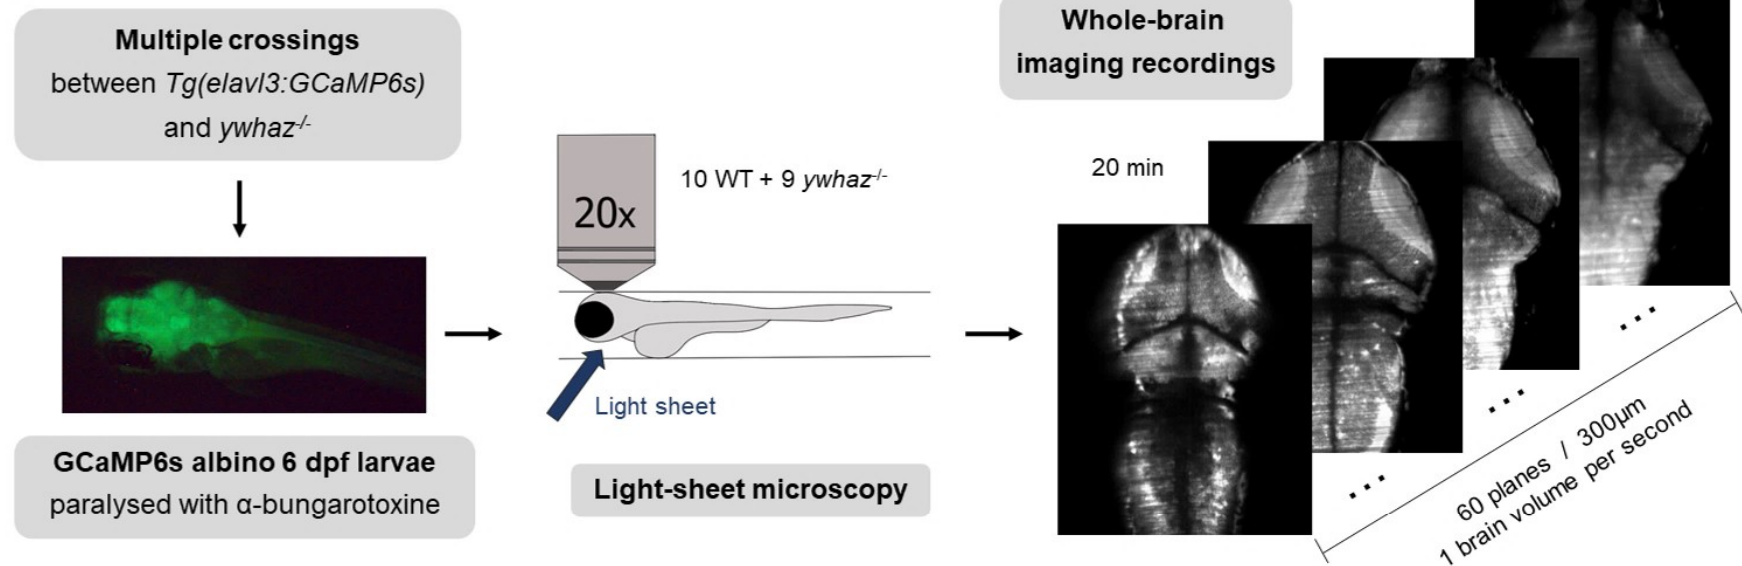 Multiple crossings
between Tg(elavl3:GCaMP6s)
and ywhaz-/-
GCaMP6s albino 6 dpf larvae
paralysed with α-bungarotoxine
20x
10 WT + 9 ywhaz-/-
Light sheet
Light-sheet microscopy
Whole-brain
imaging recordings
20 min
...
...
...
60 planes / 300µm
1 brain volume per second